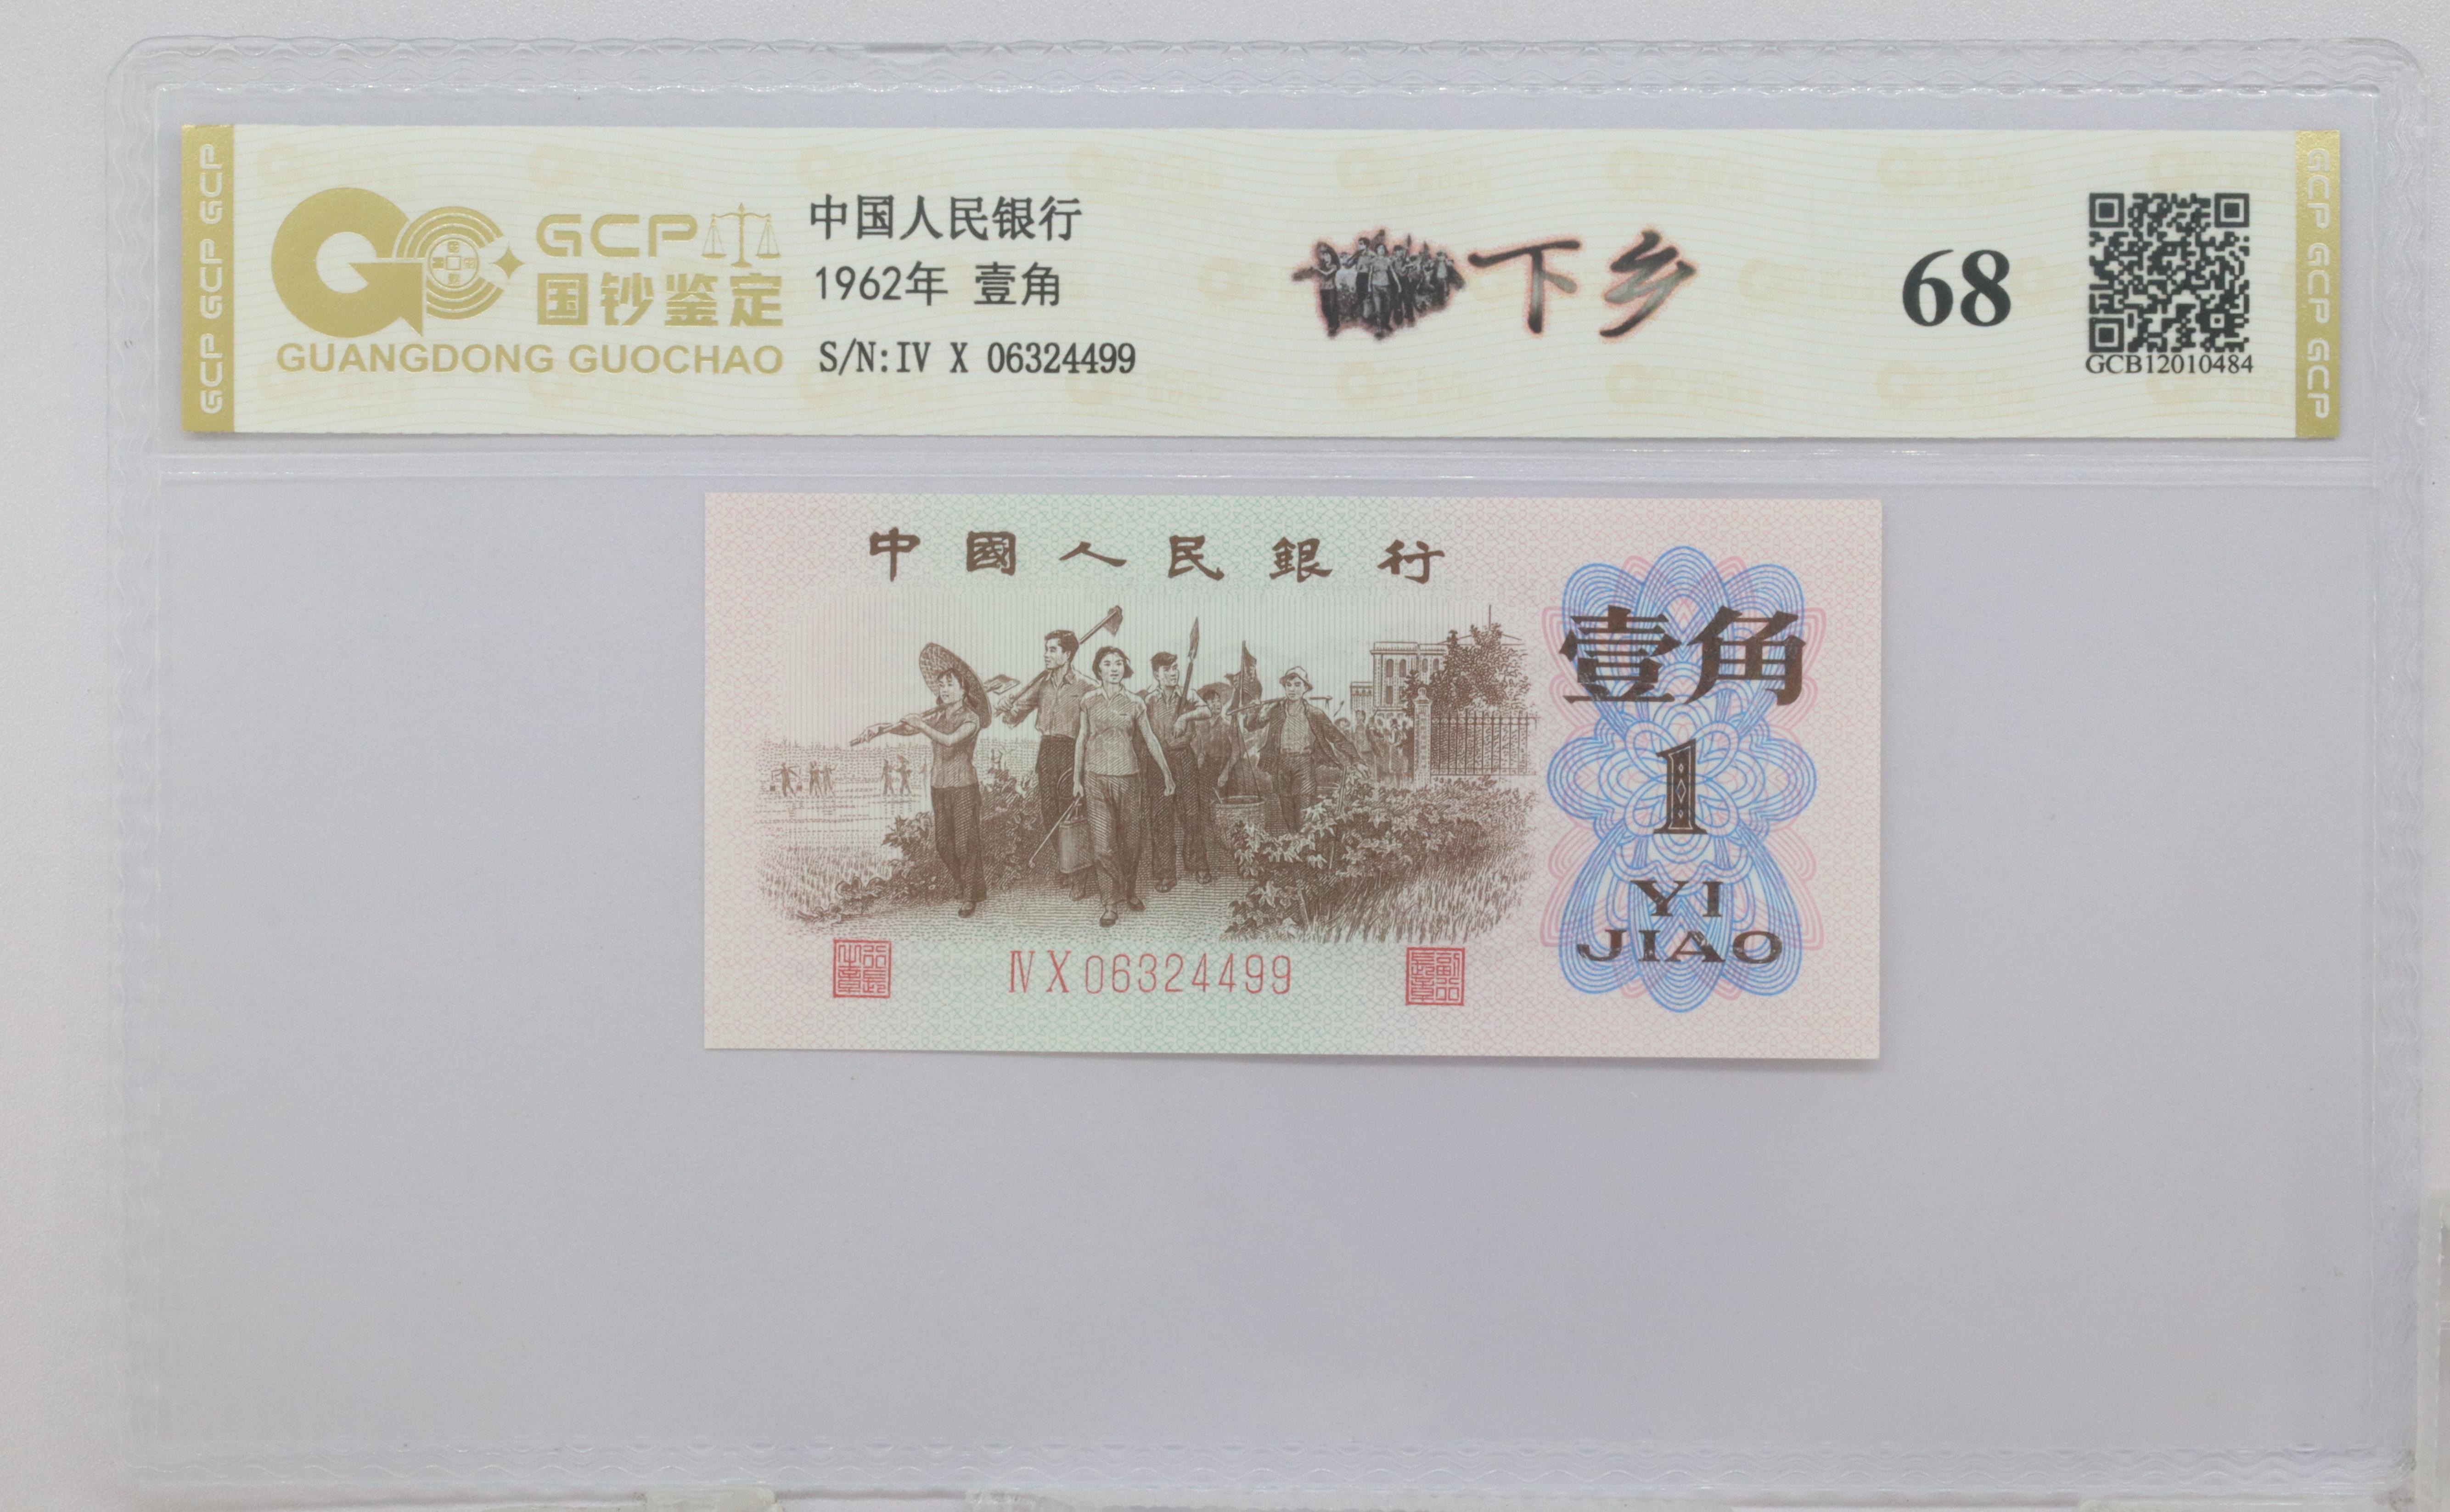 GCP GCP GCP
GCP
国钞鉴定
GUANGDONG GUOCHAO
中国人民银行
1962年 壹角
S/N:IV X 06324499
下乡
68
GCB12010484
GCP GCP GCP
中國人民銀行
壹角
1
YI
JIAO
ⅣX06324499